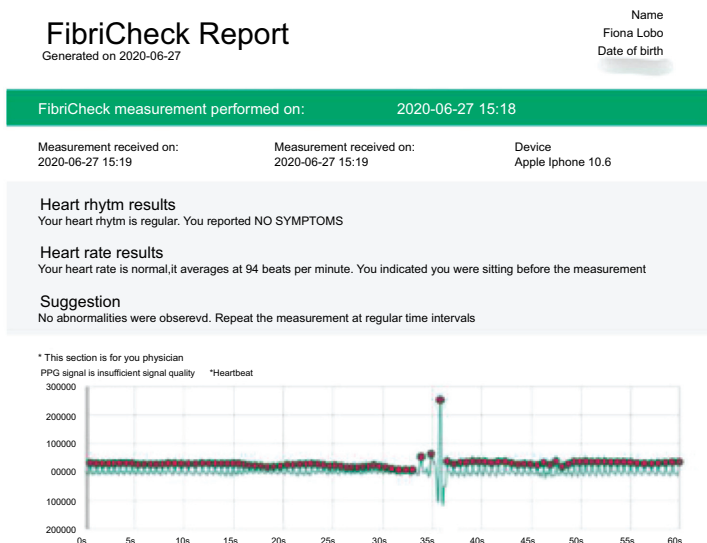 FibriCheck Report
Generated on 2020-06-27
Name
Fiona Lobo
Date of birth
FibriCheck measurement performed on: 2020-06-27 15:18
Measurement received on: Measurement received on: Device
2020-06-27 15:19 2020-06-27 15:19 Apple Iphone 10.6
Heart rhytm results
Your heart rhytm is regular. You reported NO SYMPTOMS
Heart rate results
Your heart rate is normal,it averages at 94 beats per minute. You indicated you were sitting before the measurement
Suggestion
No abnormalities were obserevd. Repeat the measurement at regular time intervals
* This section is for you physician
PPG signal is insufficient signal quality *Heartbeat
300000
200000
100000
00000
100000
200000
0s 5s 10s 15s 20s 25s 30s 35s 40s 45s 50s 55s 60s